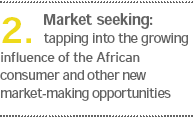 2. Market seeking:
tapping into the growing
influence of the African
consumer and other new
market-making opportunities